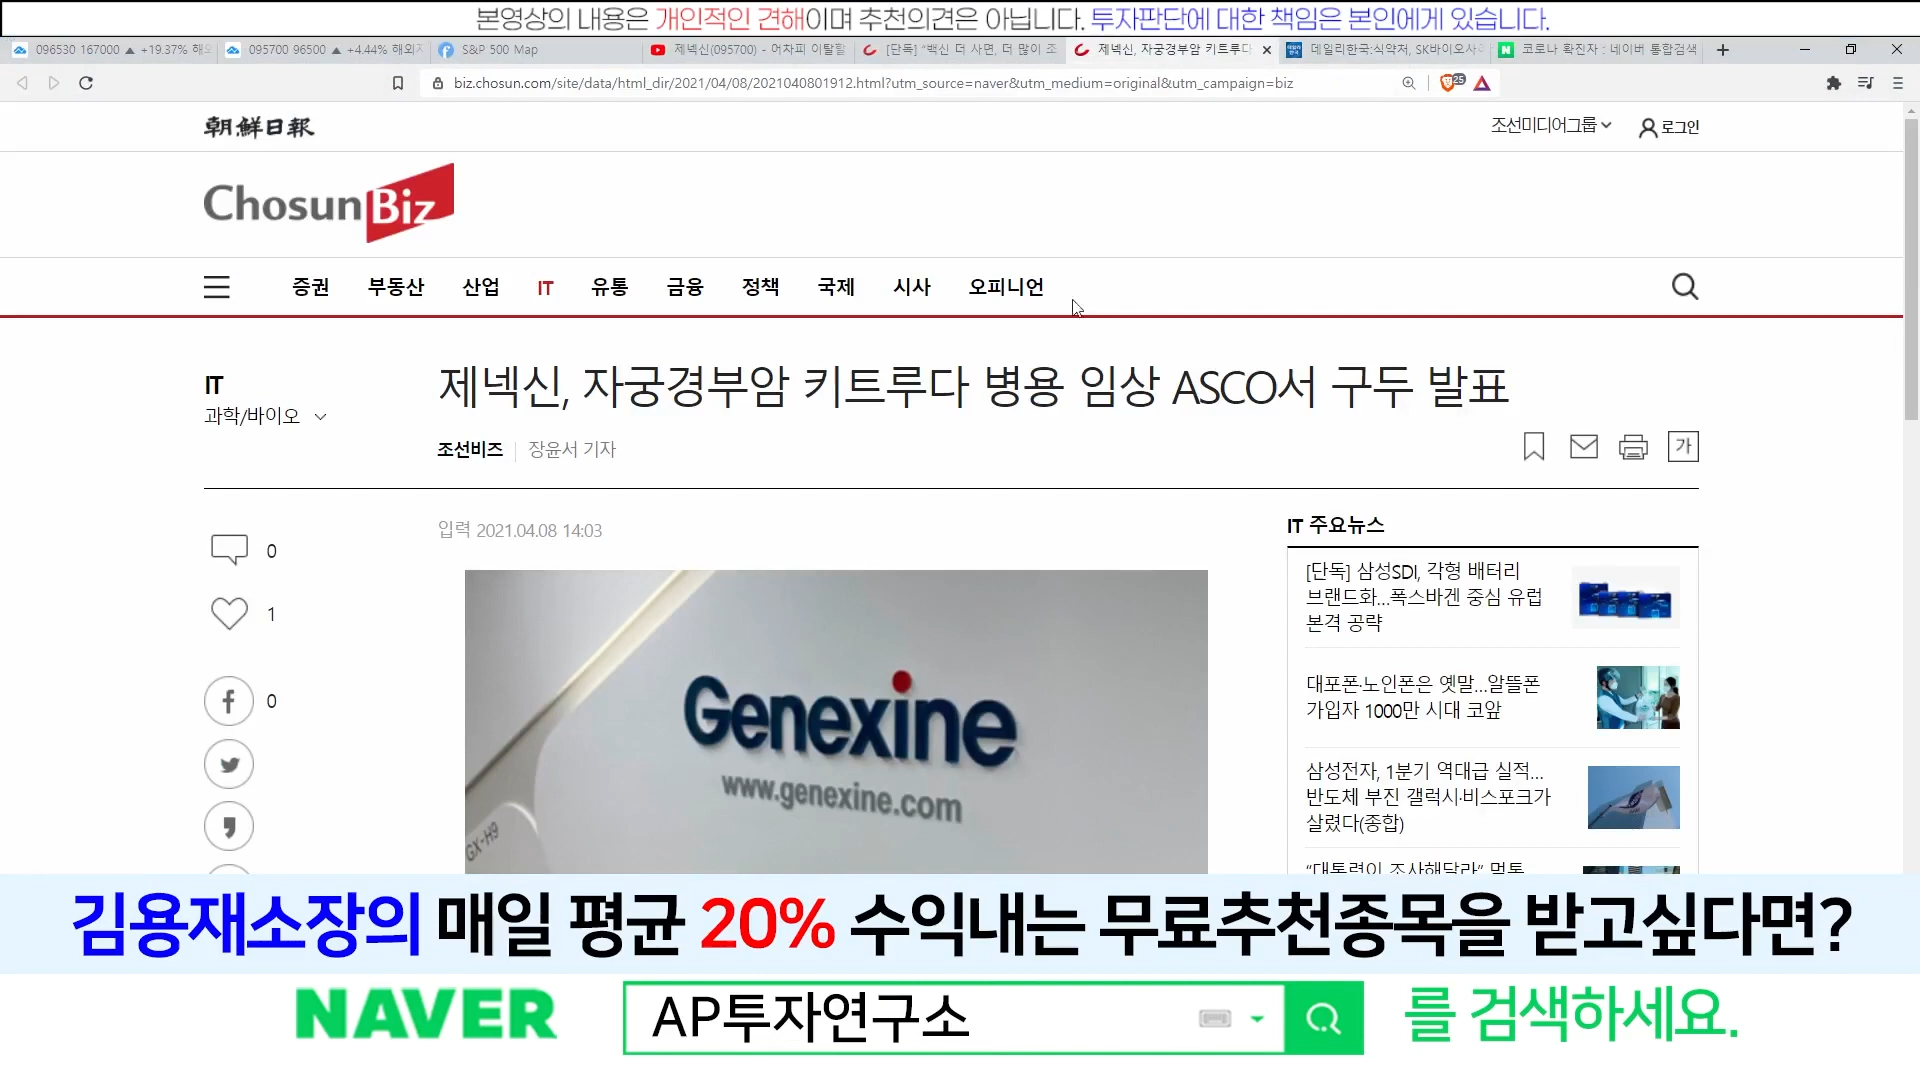 본영상의 내용은 개인적인 견해이며 추천의견은 아닙니다. 투자판단에 대한 책임은 본인에게 있습니다.
096530 167000 ▲ +19.37% 해외
095700 96500 ▲ +4.44% 해외
S&P 500 Map
제넥신(095700) - 어차피 이탈할
[단독] "백신 더 사면, 더 많이 조
제넥신, 자궁경부암 키트루다
데일리한국:식약처, SK바이오사
코로나 확진자 : 네이버 통합검색
biz.chosun.com/site/data/html_dir/2021/04/08/2021040801912.html?utm_source=naver&utm_medium=original&utm_campaign=biz
25
朝鮮日報
조선미디어그룹
로그인
ChosunBiz
증권 부동산 산업 IT 유통 금융 정책 국제 시사 오피니언
IT
과학/바이오
제넥신, 자궁경부암 키트루다 병용 임상 ASCO서 구두 발표
조선비즈 장윤서 기자
가
입력 2021.04.08 14:03
0
1
0
Genexine
www.genexine.com
GX-H9
IT 주요뉴스
[단독] 삼성SDI, 각형 배터리
브랜드화...폭스바겐 중심 유럽
본격 공략
대포폰·노인폰은 옛말...알뜰폰
가입자 1000만 시대 코앞
삼성전자, 1분기 역대급 실적...
반도체 부진 갤럭시·비스포크가
살렸다(종합)
"대통령이 조사해달라" 먹통
김용재소장의 매일 평균 20% 수익내는 무료추천종목을 받고싶다면?
NAVER AP투자연구소 를 검색하세요.